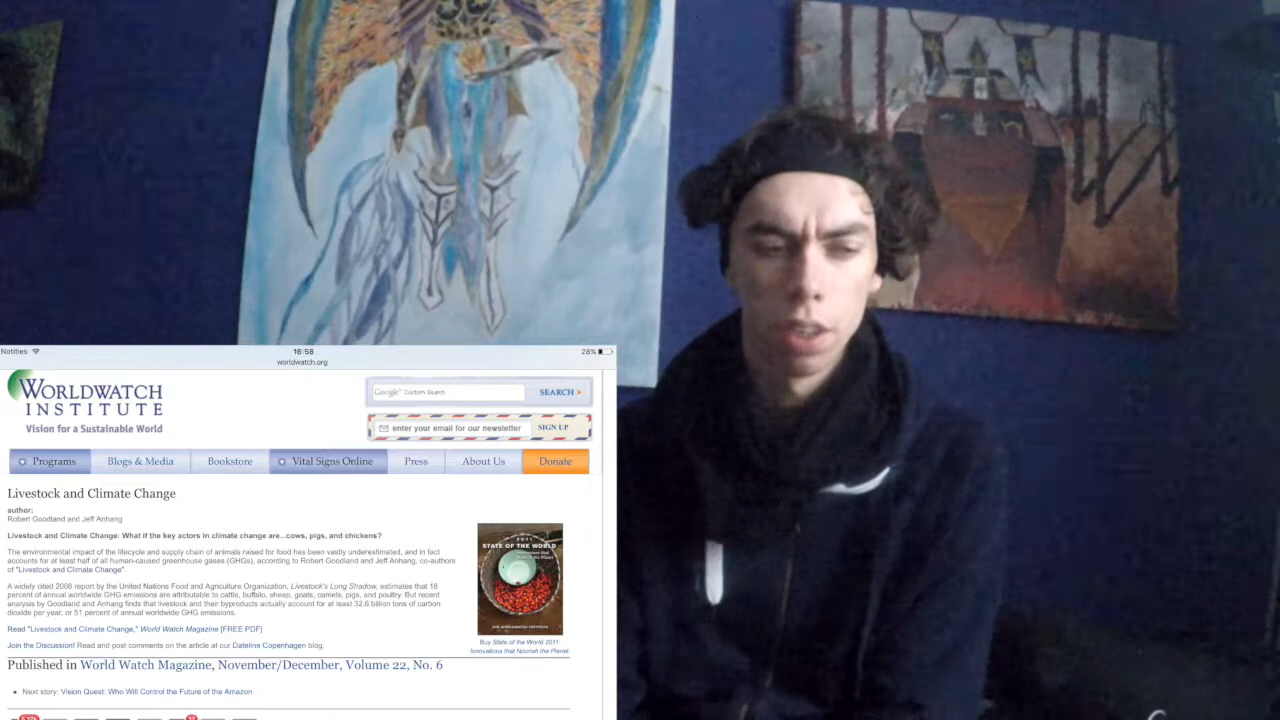 Notities 16:58 28%
worldwatch.org
WORLDWATCH
INSTITUTE
Vision for a Sustainable World
Google™ Custom Search SEARCH
enter your email for our newsletter SIGN UP
Programs Blogs & Media Bookstore Vital Signs Online Press About Us Donate
Livestock and Climate Change
author:
Robert Goodland and Jeff Anhang
Livestock and Climate Change: What if the key actors in climate change are...cows, pigs, and chickens?
The environmental impact of the lifecycle and supply chain of animals raised for food has been vastly underestimated, and in fact
accounts for at least half of all human-caused greenhouse gases (GHGs), according to Robert Goodland and Jeff Anhang, co-authors
of "Livestock and Climate Change".
A widely cited 2006 report by the United Nations Food and Agriculture Organization, Livestock's Long Shadow, estimates that 18
percent of annual worldwide GHG emissions are attributable to cattle, buffalo, sheep, goats, camels, pigs, and poultry. But recent
analysis by Goodland and Anhang finds that livestock and their byproducts actually account for at least 32.6 billion tons of carbon
dioxide per year, or 51 percent of annual worldwide GHG emissions.
Read "Livestock and Climate Change," World Watch Magazine [FREE PDF]
Join the Discussion! Read and post comments on the article at our Dateline Copenhagen blog.
2011
STATE OF THE WORLD
Innovations that
Nourish the Planet
THE WORLDWATCH INSTITUTE
Buy State of the World 2011
Innovations that Nourish the Planet
Published in World Watch Magazine, November/December, Volume 22, No. 6
Next story: Vision Quest: Who Will Control the Future of the Amazon